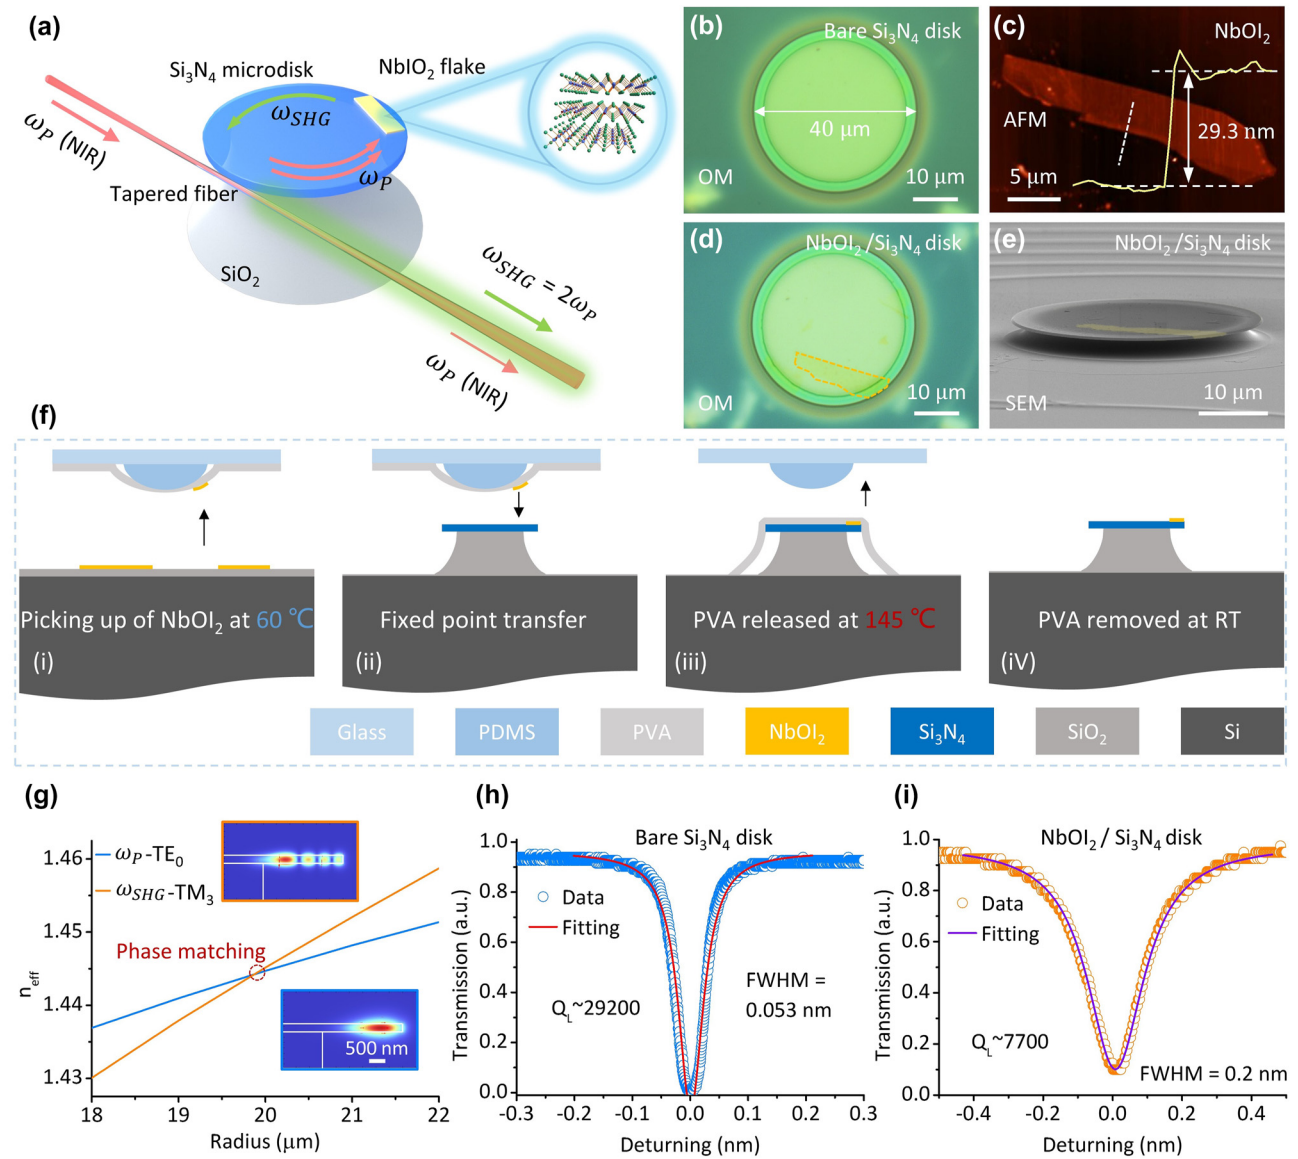 (a)
Si3N4 microdisk
NbIO2 flake
ωSHG
ωP (NIR)
ωP
Tapered fiber
SiO2
ωSHG = 2ωP
ωP (NIR)
(b)
Bare Si3N4 disk
40 μm
OM
10 μm
(c)
NbOI2
AFM
29.3 nm
5 μm
(d)
NbOI2/Si3N4 disk
OM
10 μm
(e)
NbOI2/Si3N4 disk
SEM
10 μm
(f)
Picking up of NbOI2 at 60 ℃
(i)
Fixed point transfer
(ii)
PVA released at 145 ℃
(iii)
PVA removed at RT
(iV)
Glass
PDMS
PVA
NbOI2
Si3N4
SiO2
Si
(g)
ωP-TE0
ωSHG-TM3
Phase matching
500 nm
1.46
1.45
1.44
1.43
neff
18 19 20 21 22
Radius (μm)
(h)
Bare Si3N4 disk
Data
Fitting
QL~29200
FWHM =
0.053 nm
1.0
0.8
0.6
0.4
0.2
0.0
Transmission (a.u.)
-0.3 -0.2 -0.1 0.0 0.1 0.2 0.3
Deturning (nm)
(i)
NbOI2 / Si3N4 disk
Data
Fitting
QL~7700
FWHM = 0.2 nm
1.0
0.8
0.6
0.4
0.2
0.0
Transmission (a.u.)
-0.4 -0.2 0.0 0.2 0.4
Deturning (nm)